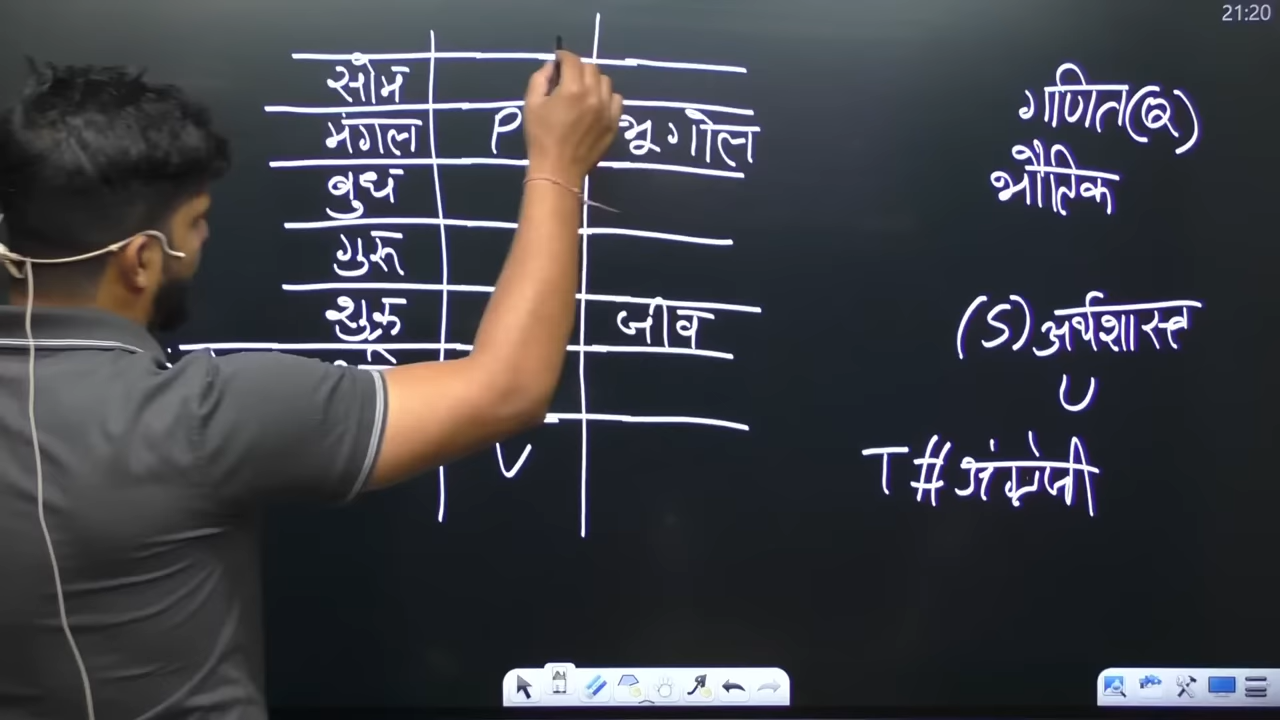 21:20
सोम
मंगल P भूगोल
बुध
गुरू
शुक्र जीव
V
गणित(R)
भौतिक
(S) अर्थशास्त्र
U
T # अंग्रेजी